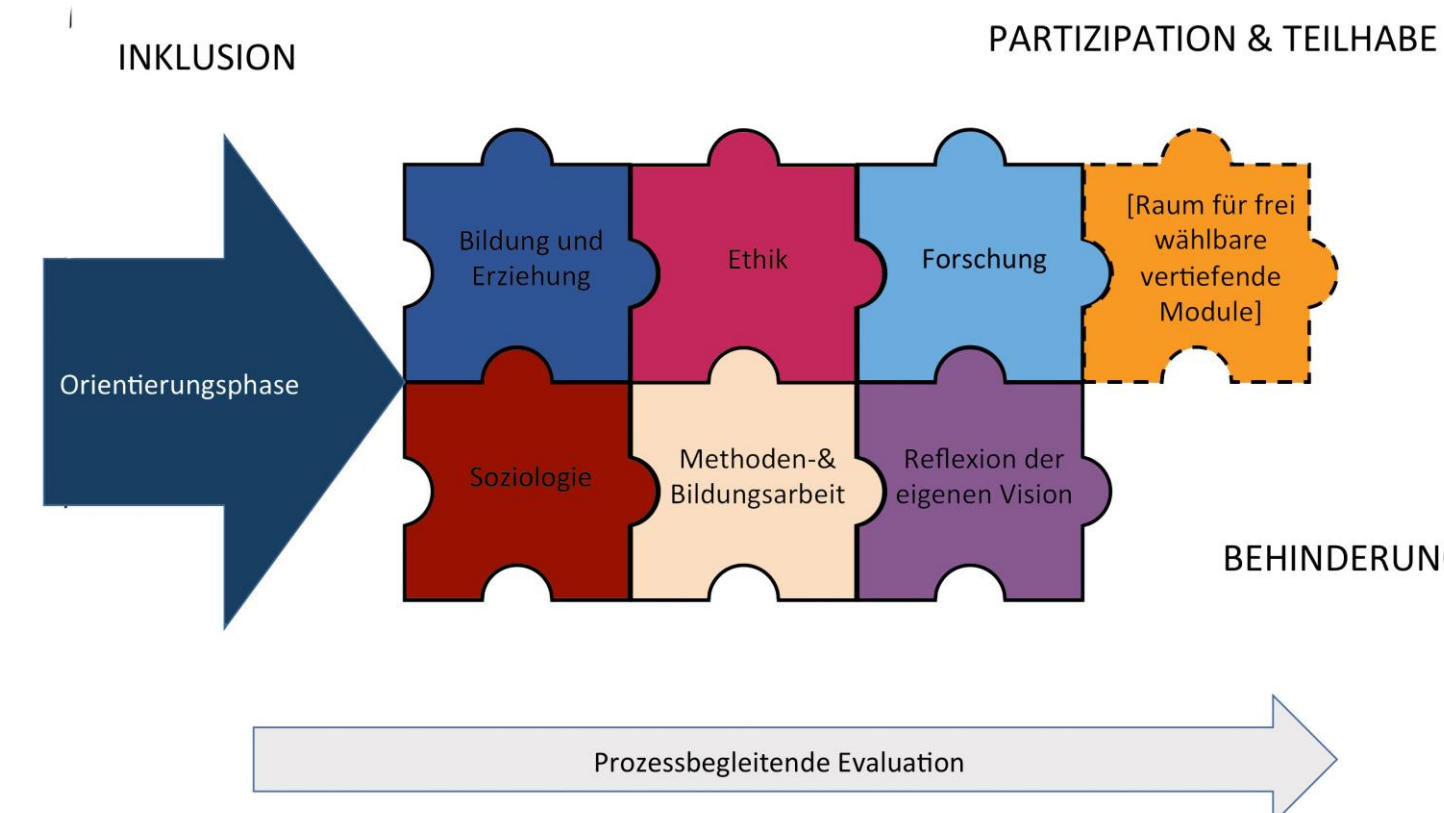 INKLUSION
PARTIZIPATION & TEILHABE
Bildung und
Erziehung
Ethik
Forschung
[Raum für frei
wählbare
vertiefende
Module]
Orientierungsphase
Soziologie
Methoden-&
Bildungsarbeit
Reflexion der
eigenen Vision
BEHINDERUN
Prozessbegleitende Evaluation